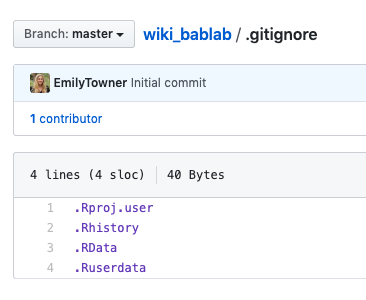 Branch: master wiki_bablab / .gitignore
EmilyTowner Initial commit
1 contributor
4 lines (4 sloc) 40 Bytes
1 .Rproj.user
2 .Rhistory
3 .RData
4 .Ruserdata